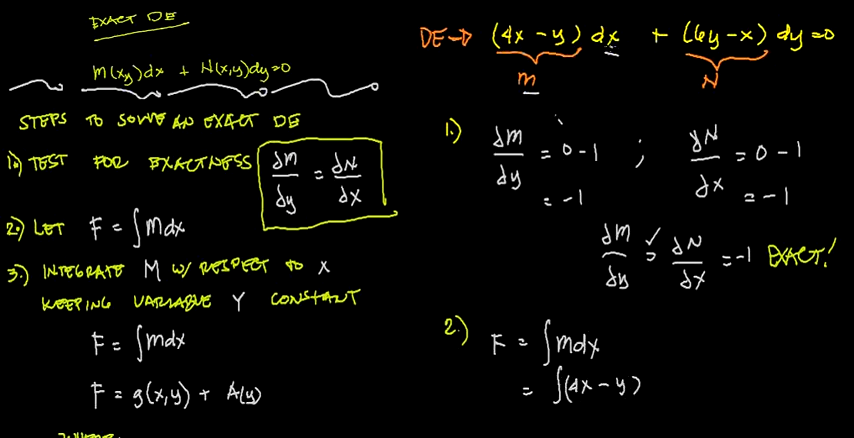 EXACT DE
M(x,y)dx + N(x,y)dy=0
STEPS TO SOLVE AN EXACT DE
1.) TEST FOR EXACTNESS ∂M/∂y = ∂N/∂x
2.) LET F = ∫Mdx
3.) INTEGRATE M W/ RESPECT TO X
KEEPING VARIABLE Y CONSTANT
F = ∫Mdx
F = g(x,y) + A(y)
DE → (4x - y) dx + (6y - x) dy = 0
M N
1.) ∂M/∂y = 0 - 1 ; ∂N/∂x = 0 - 1
= -1 = -1
∂M/∂y = ∂N/∂x = -1 EXACT!
2.) F = ∫Mdx
= ∫(4x - y)